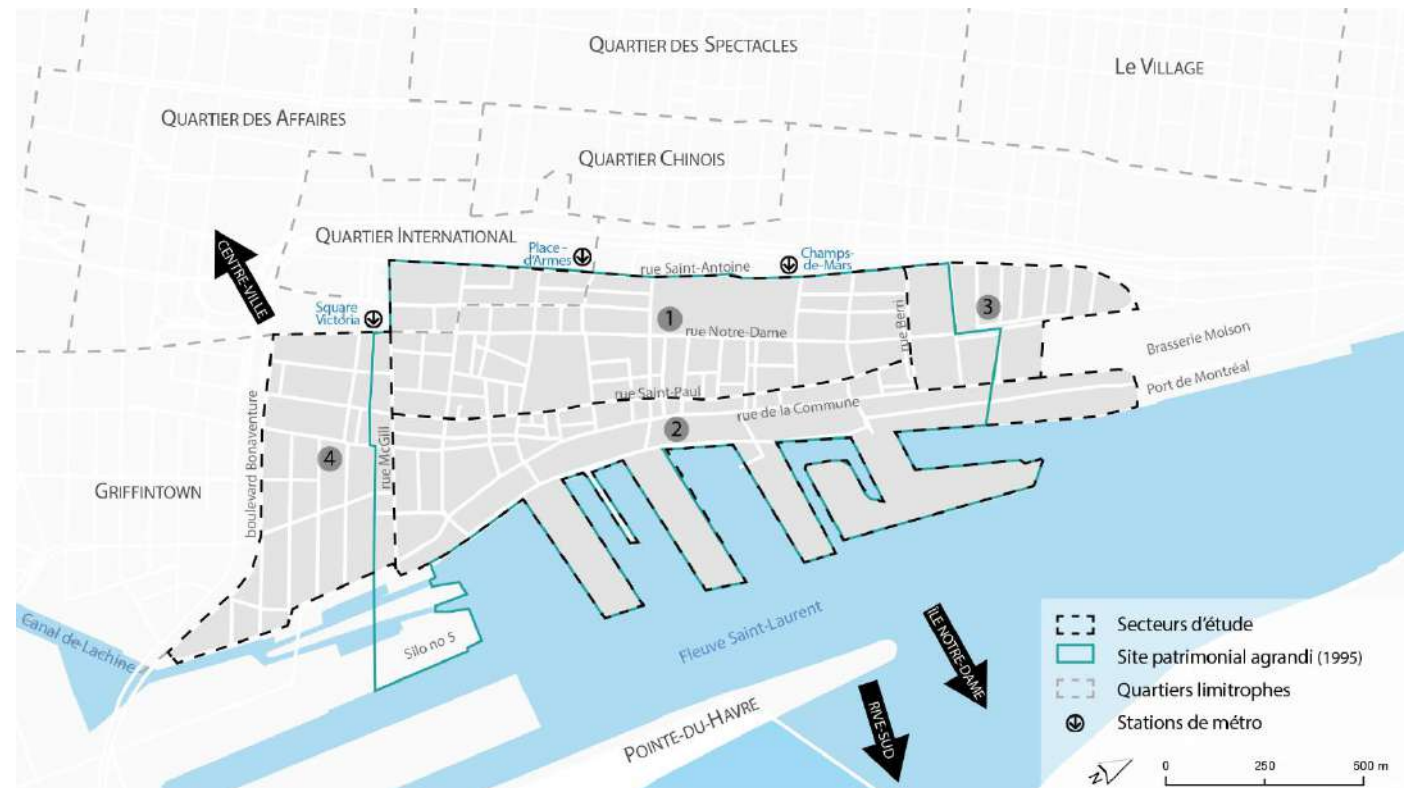 QUARTIER DES SPECTACLES
LE VILLAGE
QUARTIER DES AFFAIRES
QUARTIER CHINOIS
QUARTIER INTERNATIONAL
Place-
d'Armes
Champs-
de-Mars
rue Saint-Antoine
CENTRE-VILLE
Square
Victoria
1
3
rue Notre-Dame
rue Berri
Brasserie Molson
Port de Montréal
rue Saint-Paul
rue de la Commune
2
boulevard Bonaventure
4
rue McGill
GRIFFINTOWN
Canal de Lachine
Silo no 5
Fleuve Saint-Laurent
ÎLE NOTRE-DAME
RIVE-SUD
POINTE-DU-HAVRE
Secteurs d'étude
Site patrimonial agrandi (1995)
Quartiers limitrophes
Stations de métro
N
0 250 500 m